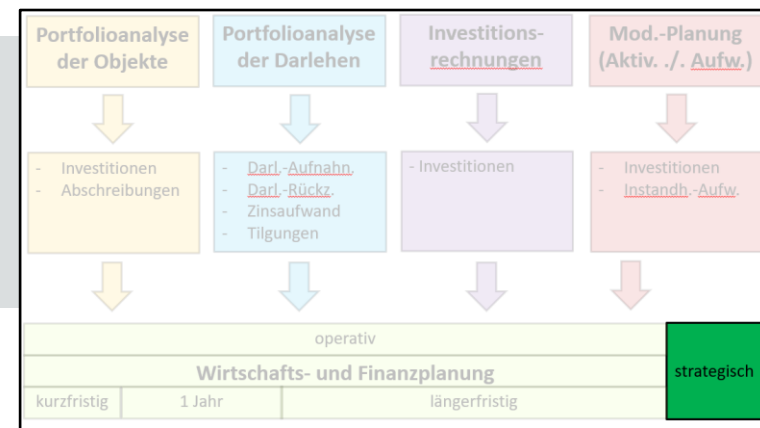 Portfolioanalyse
der Objekte
Portfolioanalyse
der Darlehen
Investitions-
rechnungen
Mod.-Planung
(Aktiv. ./. Aufw.)
- Investitionen
- Abschreibungen
- Darl.-Aufnahn.
- Darl.-Rückz.
- Zinsaufwand
- Tilgungen
- Investitionen
- Investitionen
- Instandh.-Aufw.
operativ
Wirtschafts- und Finanzplanung
kurzfristig
1 Jahr
längerfristig
strategisch